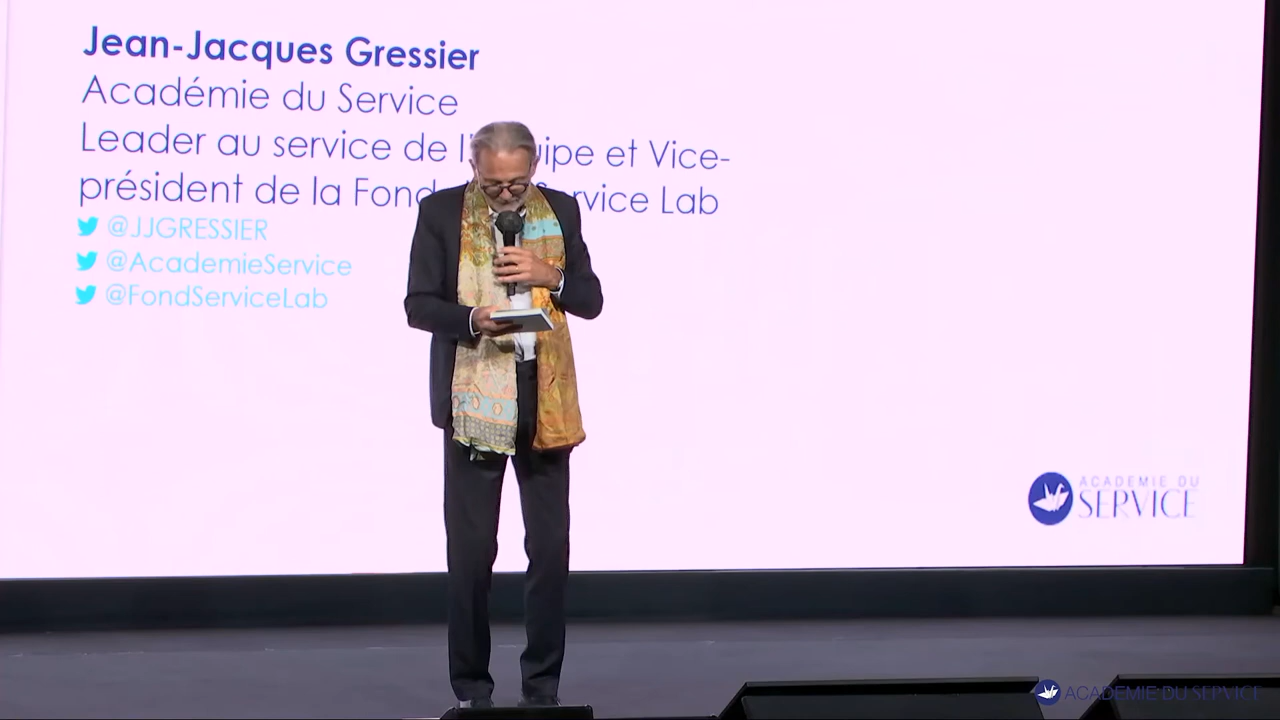 Jean-Jacques Gressier
Académie du Service
Leader au service de l' et Vice-
président de la Service Lab
@JJGRESSIER
@AcademieService
@FondServiceLab
ACADEMIE DU
SERVICE
ACADEMIE DU SERVICE